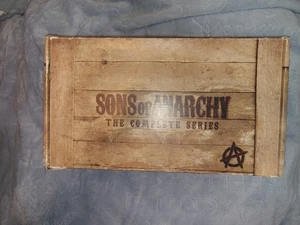 SONS OF ANARCHY
THE COMPLETE SERIES